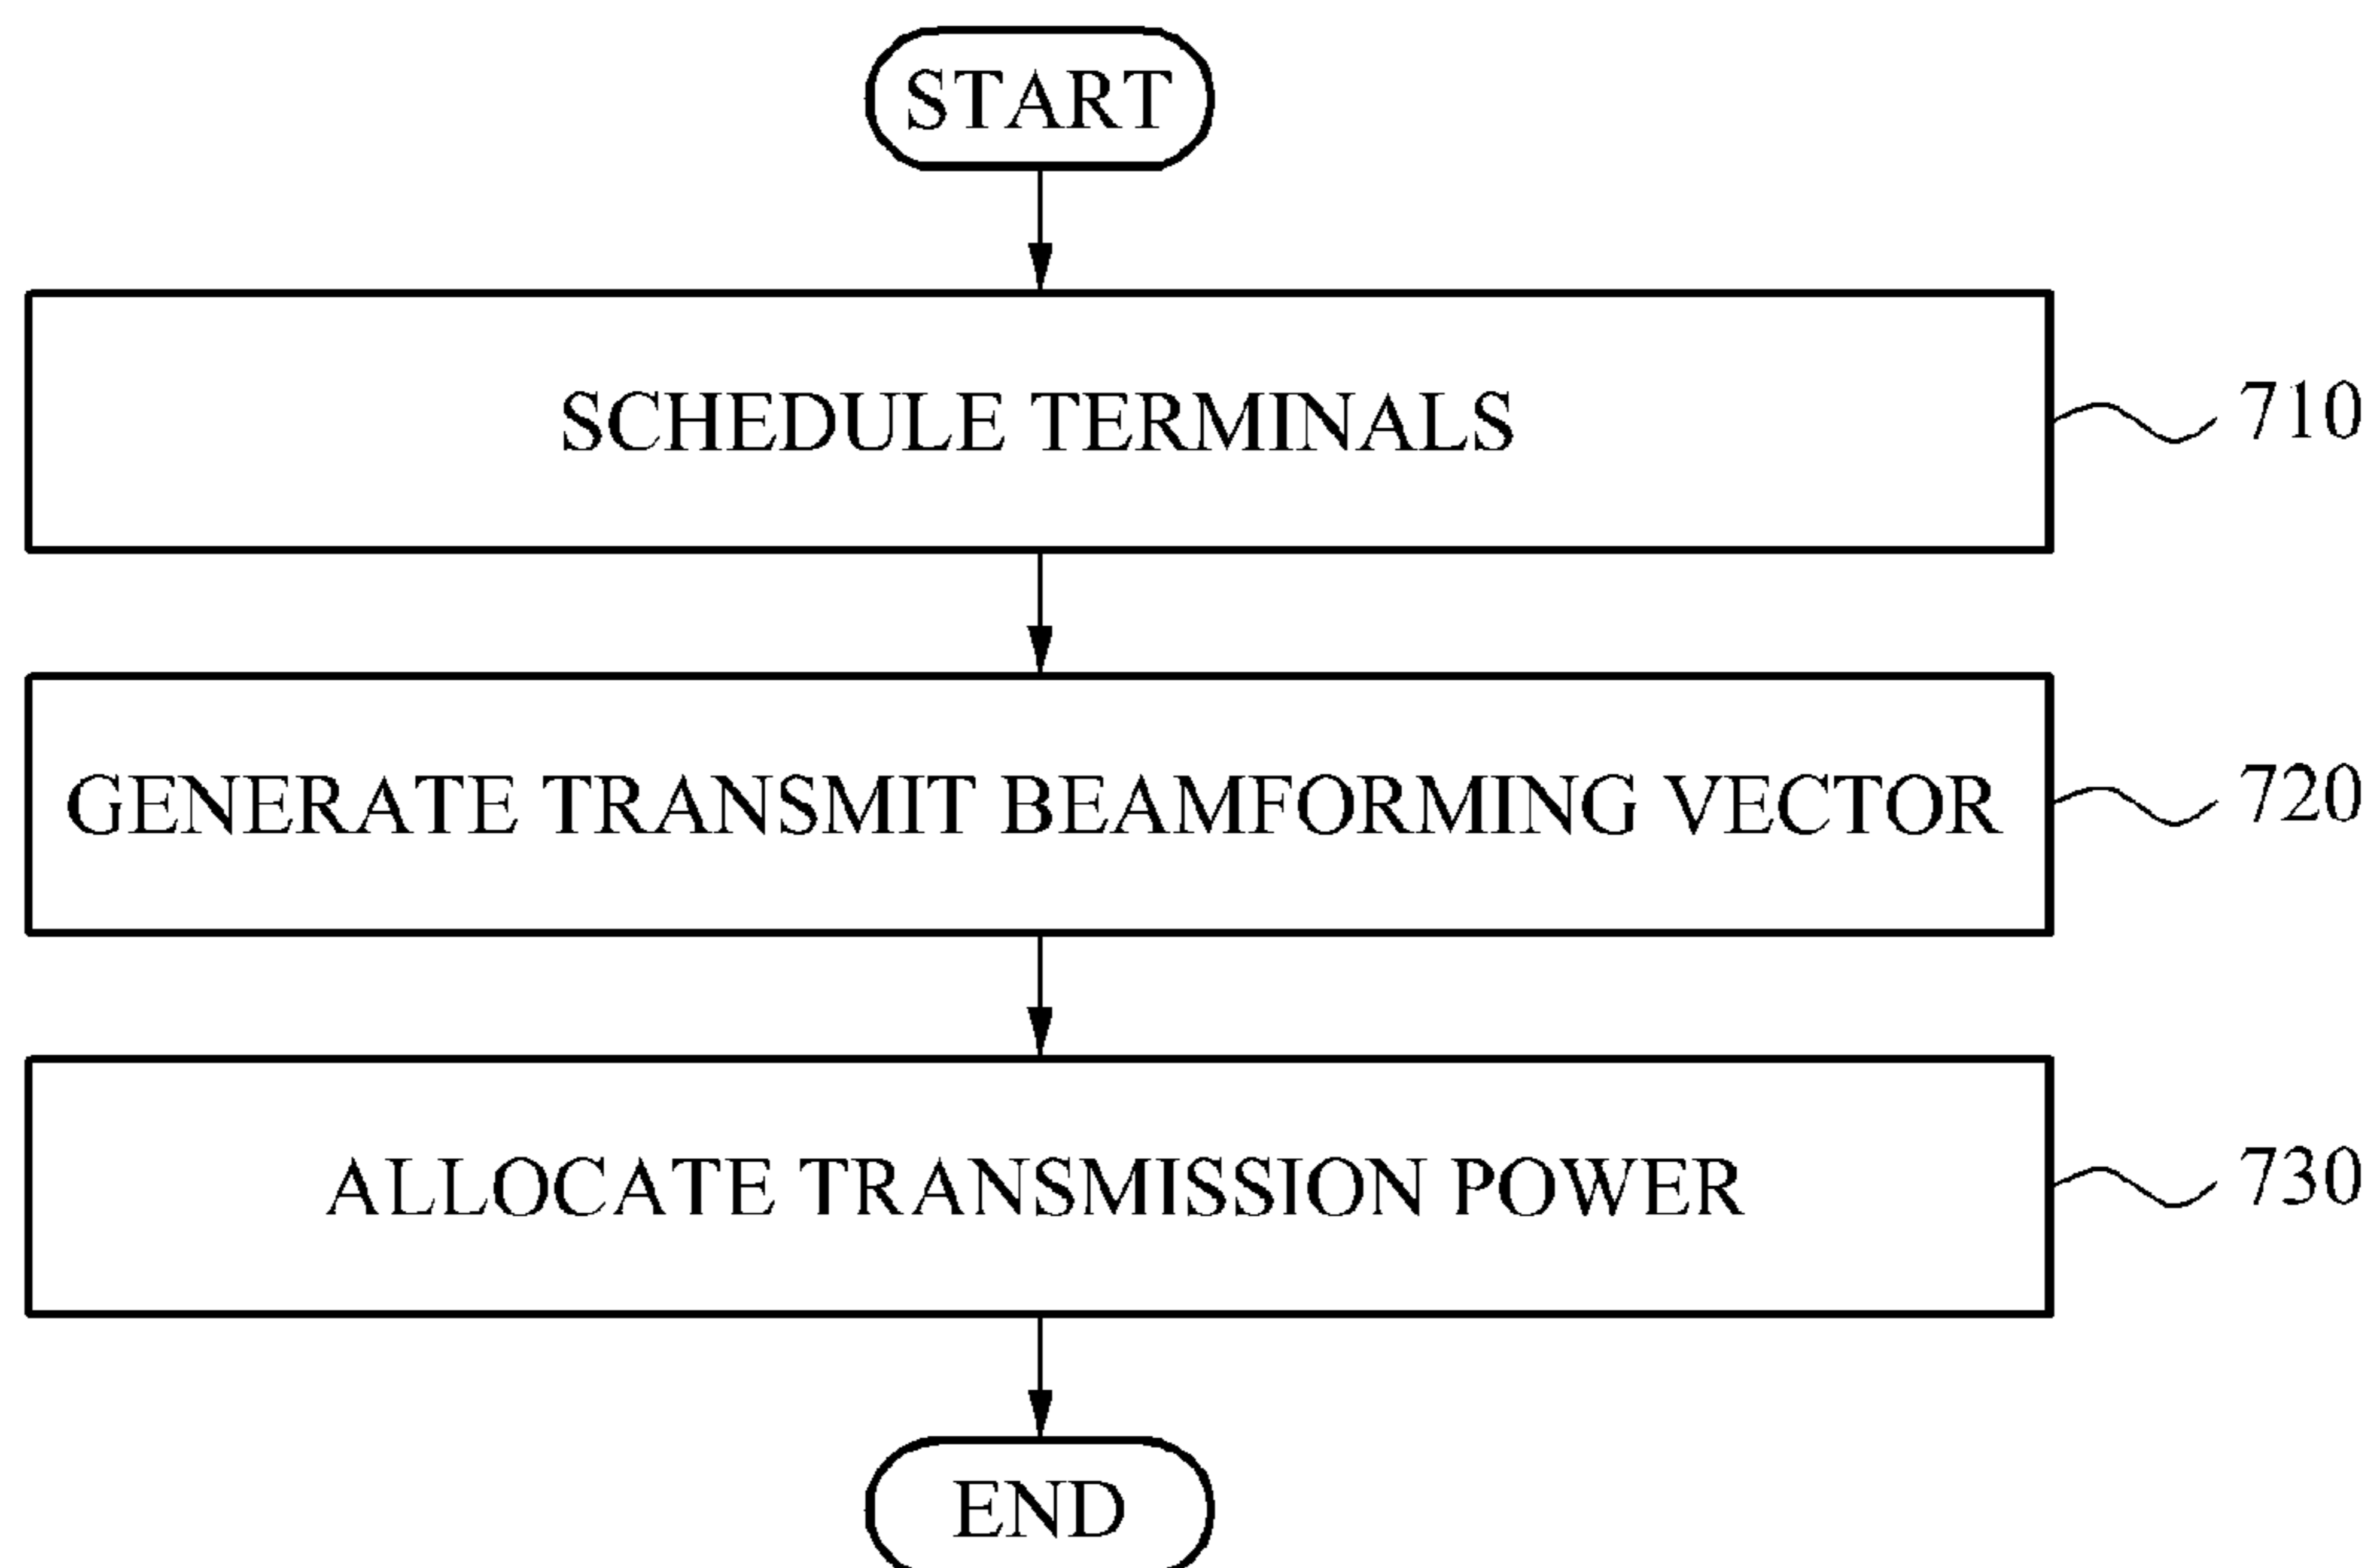 START
SCHEDULE TERMINALS
710
GENERATE TRANSMIT BEAMFORMING VECTOR
720
ALLOCATE TRANSMISSION POWER
730
END